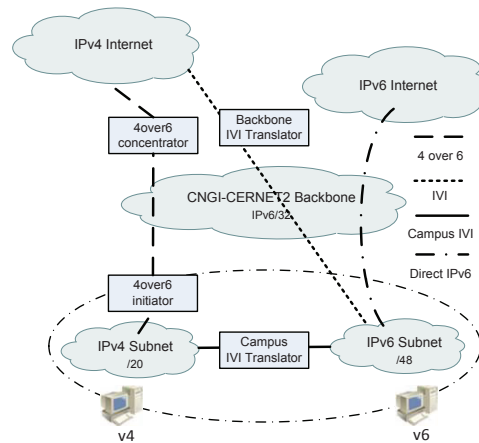 IPv4 Internet
IPv6 Internet
Backbone
IVI Translator
4over6
concentrator
4 over 6
IVI
CNGI-CERNET2 Backbone
IPv6/32
Campus IVI
Direct IPv6
4over6
initiator
IPv4 Subnet
/20
Campus
IVI Translator
IPv6 Subnet
/48
v4
v6